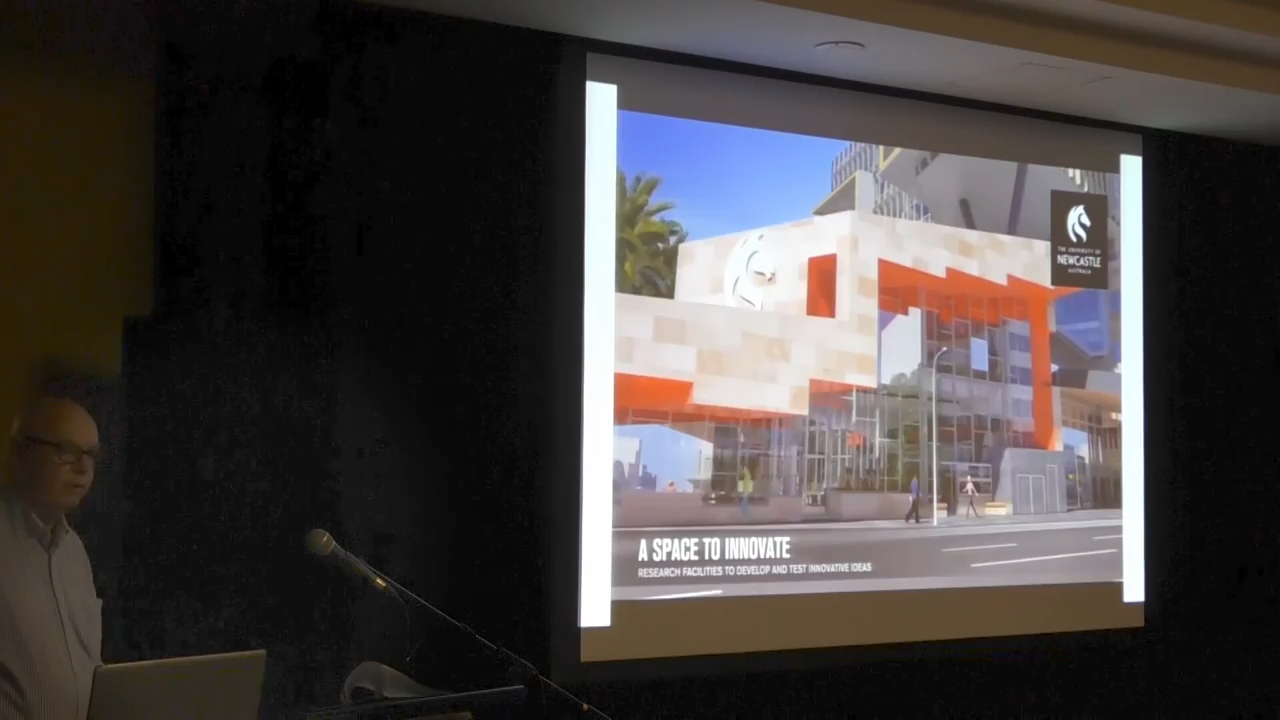 THE UNIVERSITY OF
NEWCASTLE
AUSTRALIA
A SPACE TO INNOVATE
RESEARCH FACILITIES TO DEVELOP AND TEST INNOVATIVE IDEAS